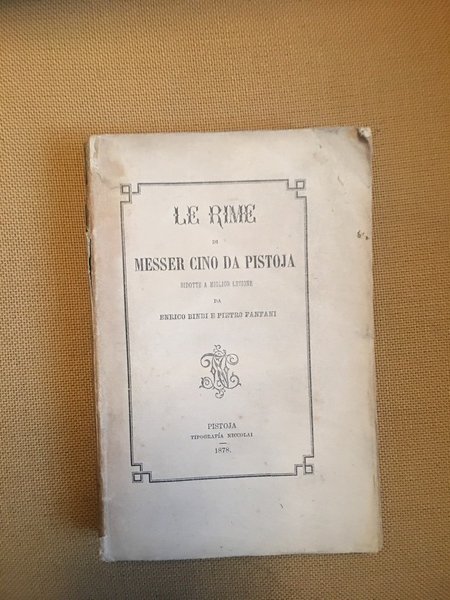 LE RIME
DI
MESSER CINO DA PISTOJA
RIDOTTE A MIGLIOR LEZIONE
DA
ENRICO BINDI E PIETRO FANFANI
PISTOJA
TIPOGRAFIA NICCOLAI
1878.